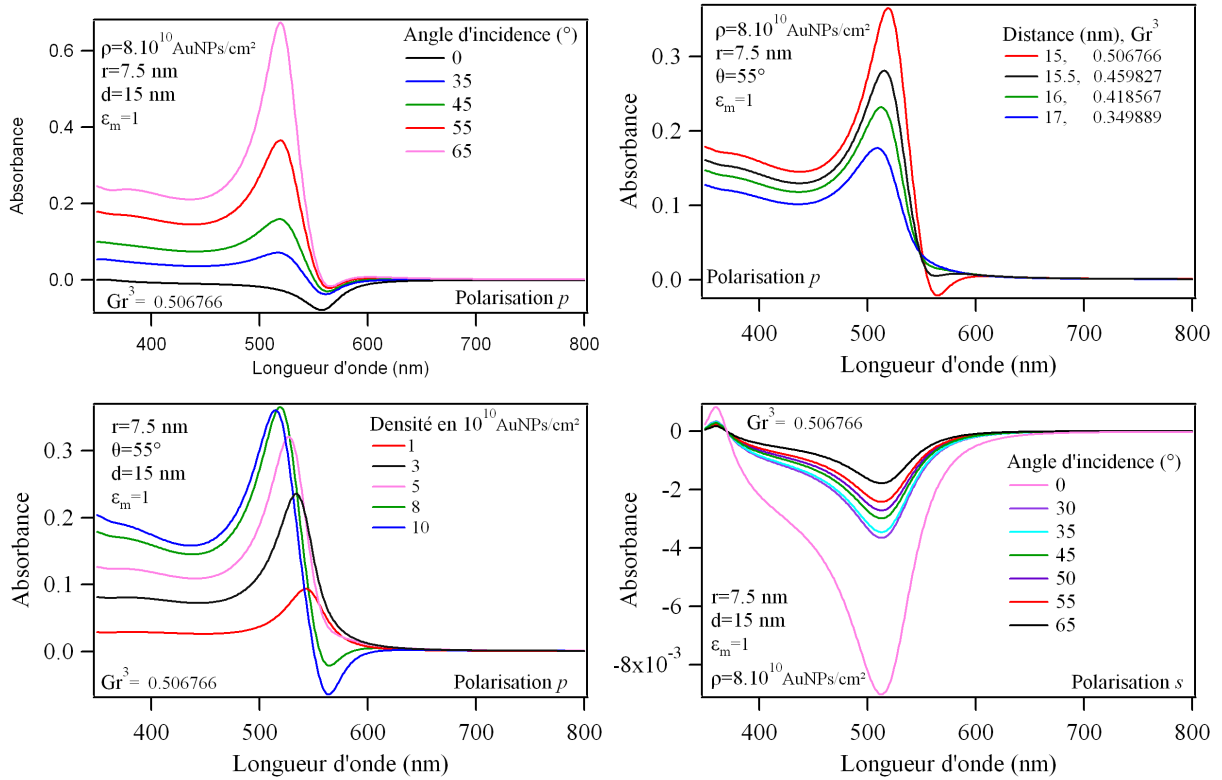 Absorbance
0.6
0.4
0.2
0.0
ρ=8.10¹⁰AuNPs/cm²
r=7.5 nm
d=15 nm
εₘ=1
Angle d'incidence (°)
0
35
45
55
65
Gr³= 0.506766
Polarisation p
400 500 600 700 800
Longueur d'onde (nm)
Absorbance
0.3
0.2
0.1
0.0
ρ=8.10¹⁰AuNPs/cm²
r=7.5 nm
θ=55°
εₘ=1
Distance (nm), Gr³
15, 0.506766
15.5, 0.459827
16, 0.418567
17, 0.349889
Polarisation p
400 500 600 700 800
Longueur d'onde (nm)
Absorbance
0.3
0.2
0.1
0.0
r=7.5 nm
θ=55°
d=15 nm
εₘ=1
Densité en 10¹⁰AuNPs/cm²
1
3
5
8
10
Gr³= 0.506766
Polarisation p
400 500 600 700 800
Longueur d'onde (nm)
Absorbance
0
-2
-4
-6
-8x10⁻³
Gr³= 0.506766
Angle d'incidence (°)
0
30
35
45
50
55
65
r=7.5 nm
d=15 nm
εₘ=1
ρ=8.10¹⁰AuNPs/cm²
Polarisation s
400 500 600 700 800
Longueur d'onde (nm)